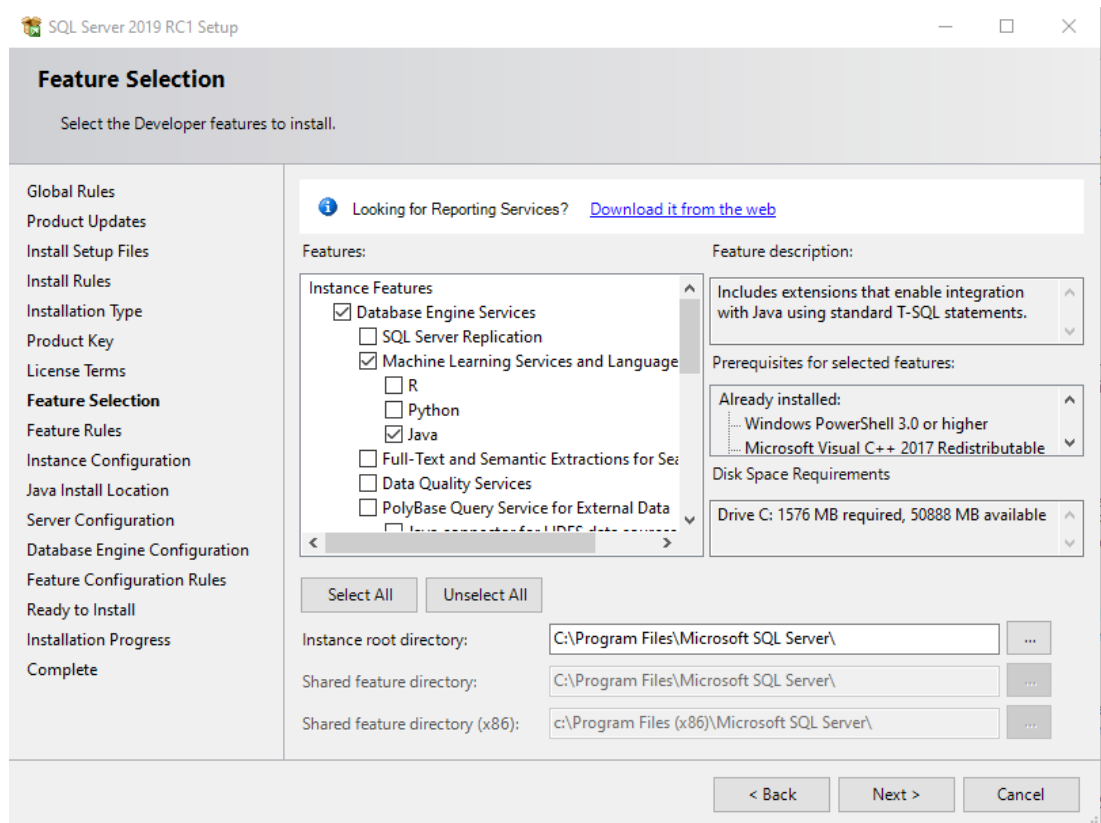 SQL Server 2019 RC1 Setup
Feature Selection
Select the Developer features to install.
Global Rules
Product Updates
Install Setup Files
Install Rules
Installation Type
Product Key
License Terms
Feature Selection
Feature Rules
Instance Configuration
Java Install Location
Server Configuration
Database Engine Configuration
Feature Configuration Rules
Ready to Install
Installation Progress
Complete
Looking for Reporting Services? Download it from the web
Features:
Instance Features
Database Engine Services
SQL Server Replication
Machine Learning Services and Language
R
Python
Java
Full-Text and Semantic Extractions for Sea
Data Quality Services
PolyBase Query Service for External Data
Java connector for HDFS data sources
Feature description:
Includes extensions that enable integration
with Java using standard T-SQL statements.
Prerequisites for selected features:
Already installed:
Windows PowerShell 3.0 or higher
Microsoft Visual C++ 2017 Redistributable
Disk Space Requirements
Drive C: 1576 MB required, 50888 MB available
Select All
Unselect All
Instance root directory:
C:\Program Files\Microsoft SQL Server\
...
Shared feature directory:
C:\Program Files\Microsoft SQL Server\
...
Shared feature directory (x86):
c:\Program Files (x86)\Microsoft SQL Server\
...
< Back
Next >
Cancel